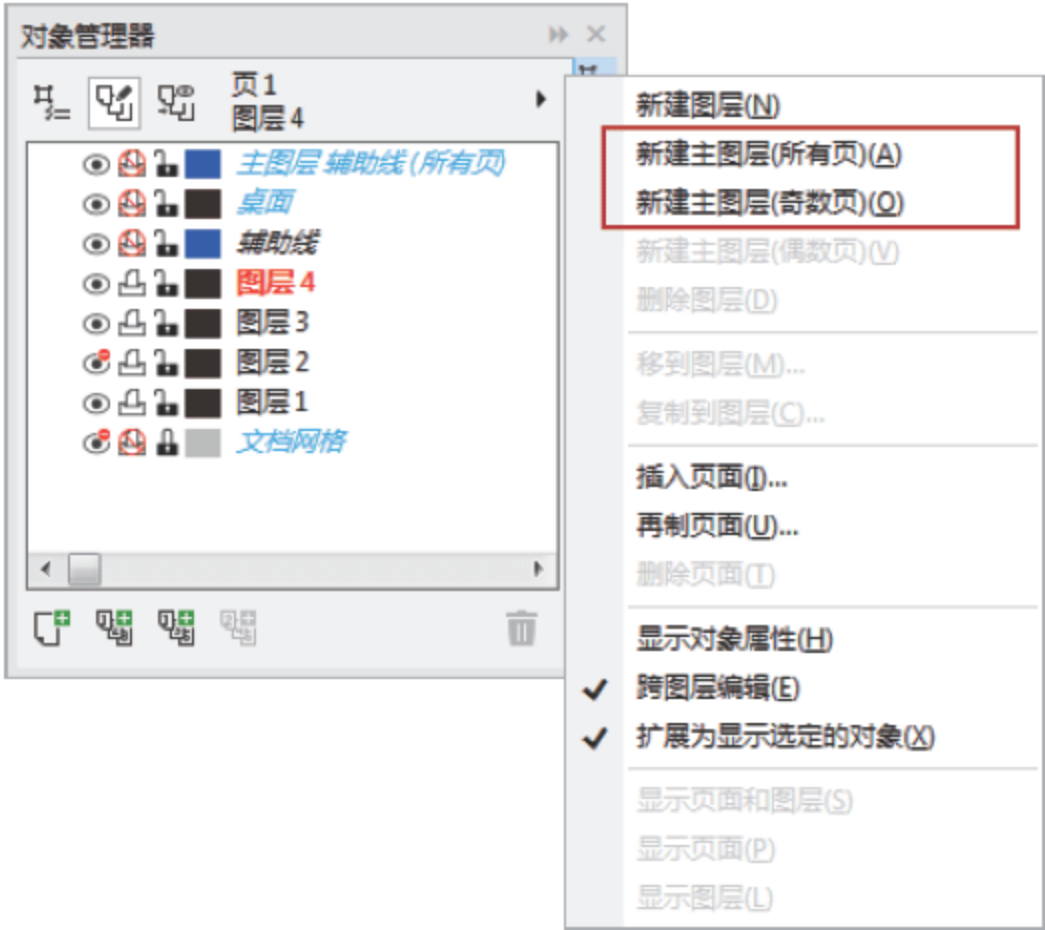 对象管理器
页 1
图层 4
主图层 辅助线 (所有页)
桌面
辅助线
图层 4
图层 3
图层 2
图层 1
文档网格
新建图层(N)
新建主图层(所有页)(A)
新建主图层(奇数页)(O)
新建主图层(偶数页)(V)
删除图层(D)
移到图层(M)...
复制到图层(C)...
插入页面(I)...
再制页面(U)...
删除页面(T)
显示对象属性(H)
跨图层编辑(E)
扩展为显示选定的对象(X)
显示页面和图层(S)
显示页面(P)
显示图层(L)